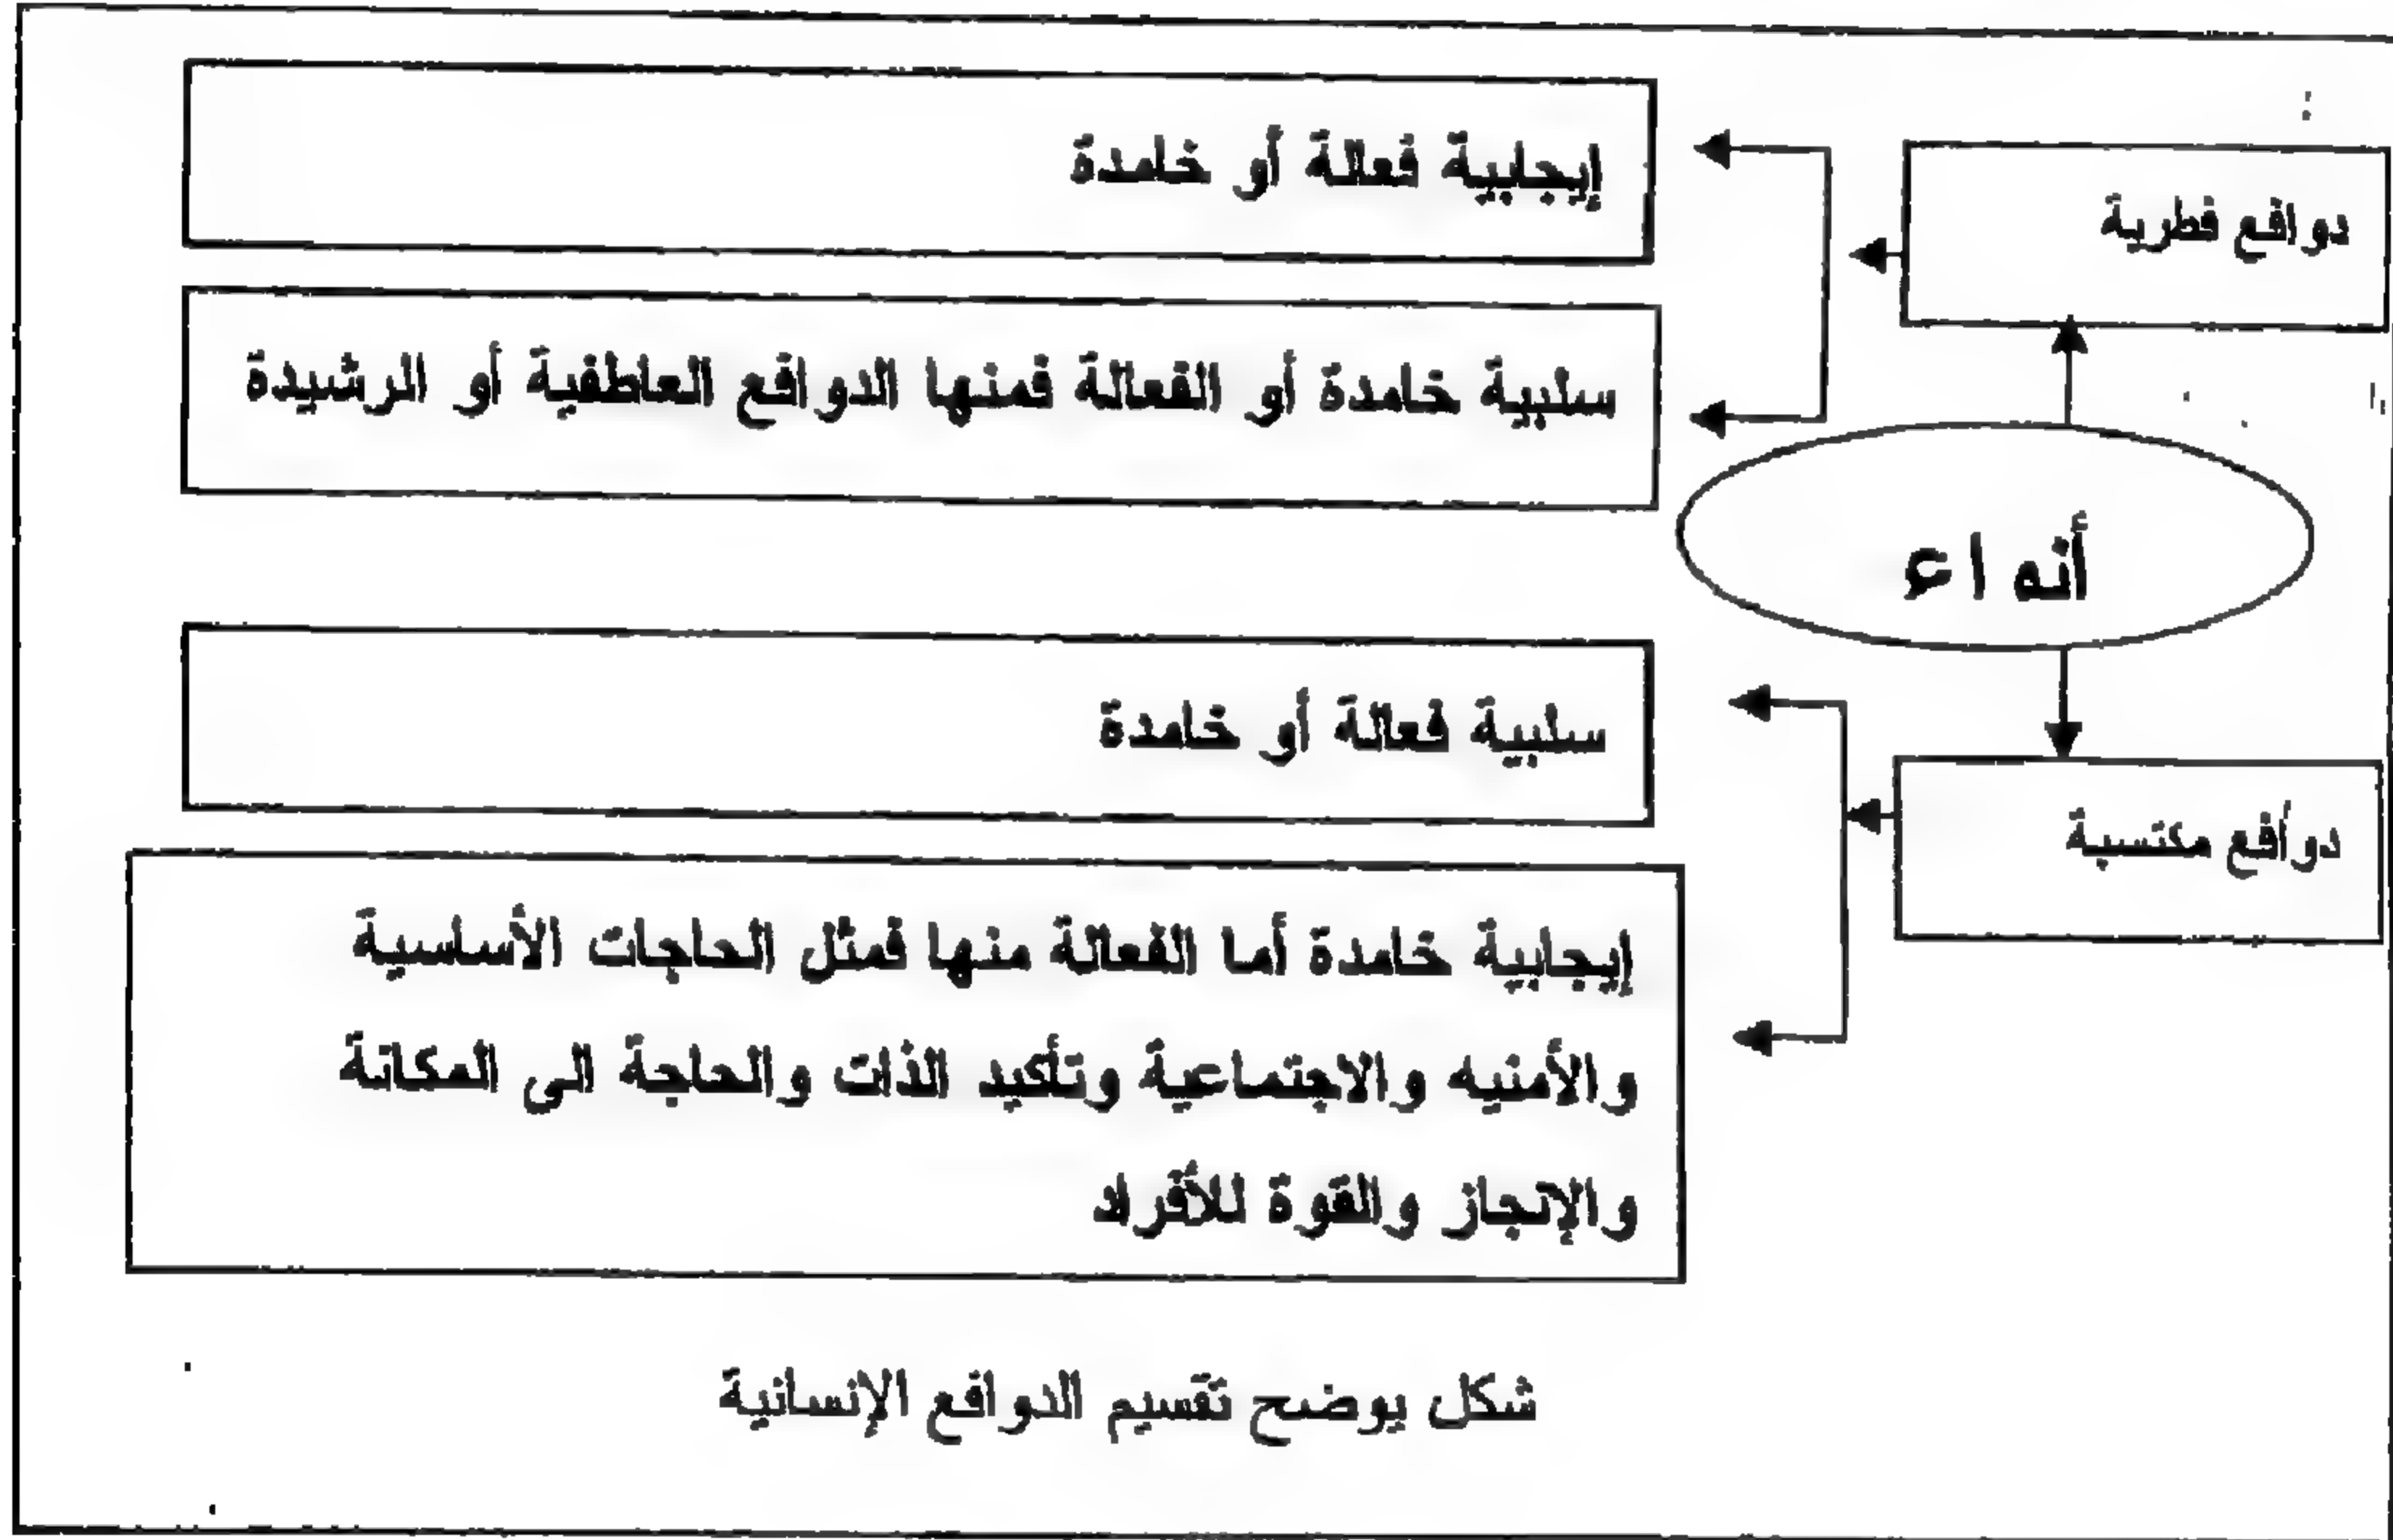 دوافع فطرية
إيجابية فعالة أو خامدة
سلبية خامدة أو الفعالة فمنها الدوافع العاطفية أو الرشيدة
أنواع
دوافع مكتسبة
سلبية فعالة أو خامدة
إيجابية خامدة أما الفعالة منها فمثل الحاجات الأساسية
والأمنيه والاجتماعية وتأكيد الذات والحاجة الى المكانة
والإنجاز والقوة للأفراد
شكل يوضح تقسيم الدوافع الإنسانية